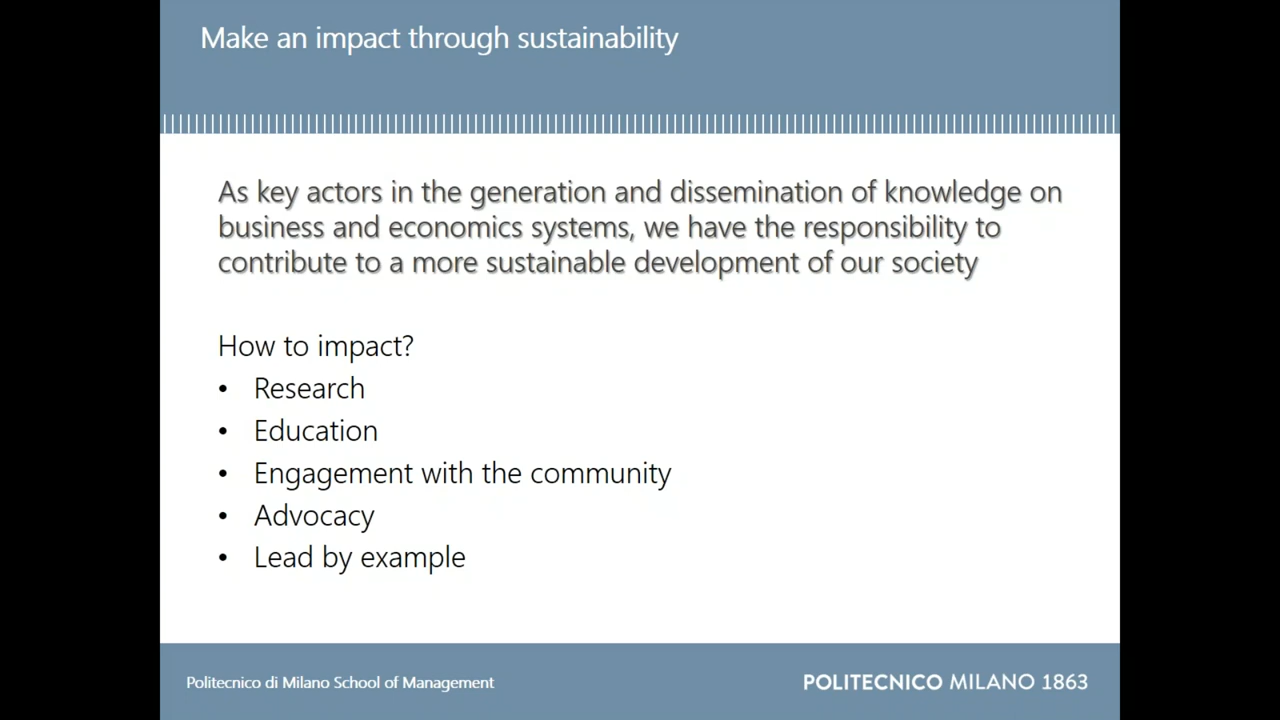 Make an impact through sustainability
As key actors in the generation and dissemination of knowledge on
business and economics systems, we have the responsibility to
contribute to a more sustainable development of our society
How to impact?
• Research
• Education
• Engagement with the community
• Advocacy
• Lead by example
Politecnico di Milano School of Management
POLITECNICO MILANO 1863